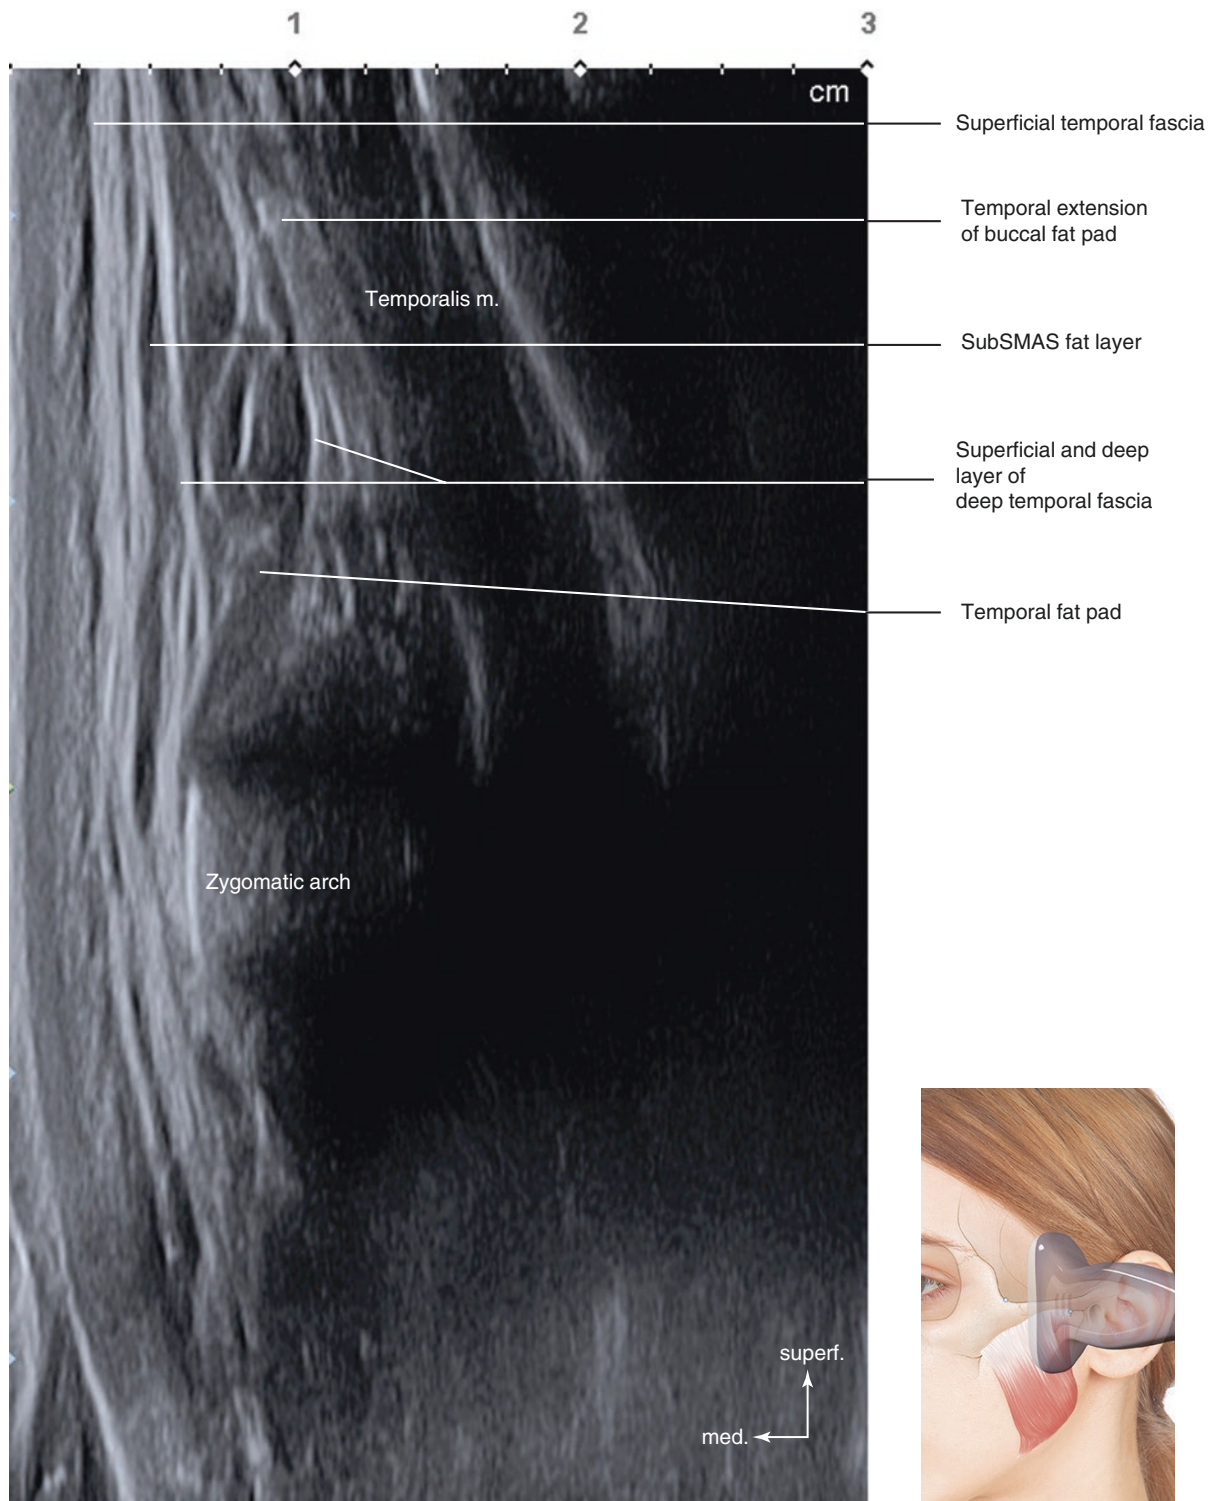 1 2 3
cm
Superficial temporal fascia
Temporal extension
of buccal fat pad
Temporalis m.
SubSMAS fat layer
Superficial and deep
layer of
deep temporal fascia
Temporal fat pad
Zygomatic arch
superf.
med.